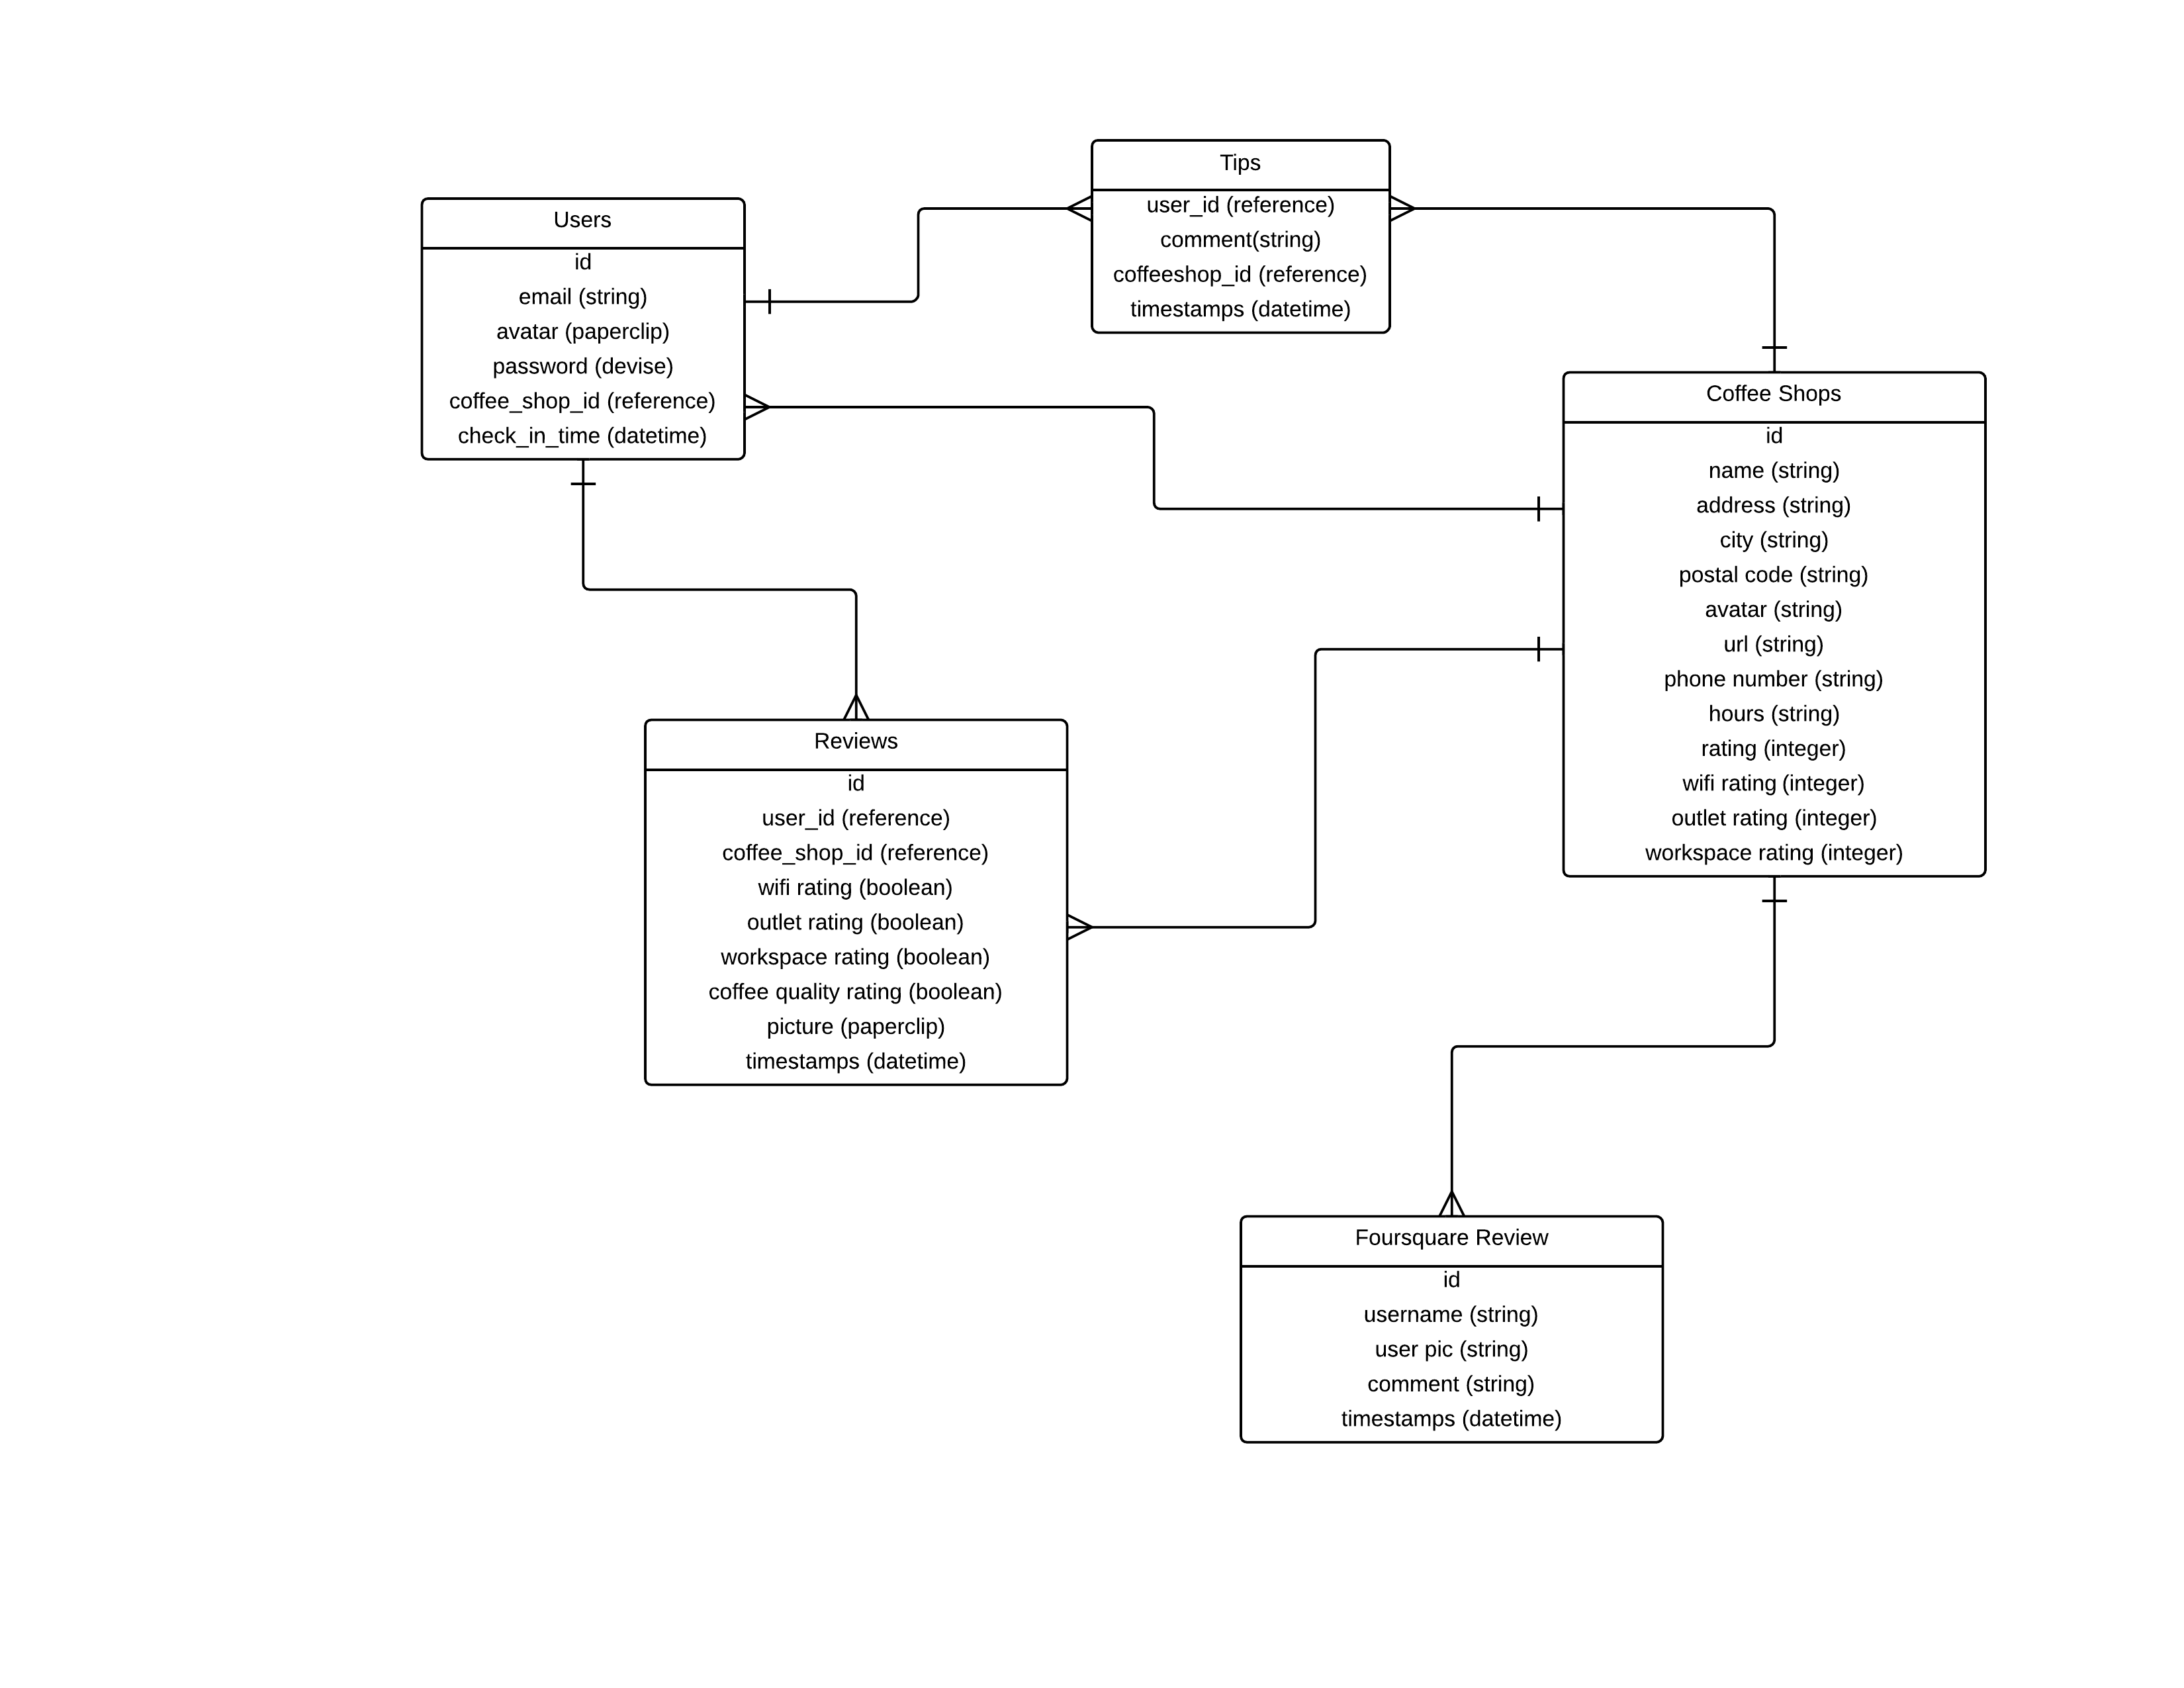 Tips
user_id (reference)
comment(string)
coffeeshop_id (reference)
timestamps (datetime)
Users
id
email (string)
avatar (paperclip)
password (devise)
coffee_shop_id (reference)
check_in_time (datetime)
Coffee Shops
id
name (string)
address (string)
city (string)
postal code (string)
avatar (string)
url (string)
phone number (string)
hours (string)
rating (integer)
wifi rating (integer)
outlet rating (integer)
workspace rating (integer)
Reviews
id
user_id (reference)
coffee_shop_id (reference)
wifi rating (boolean)
outlet rating (boolean)
workspace rating (boolean)
coffee quality rating (boolean)
picture (paperclip)
timestamps (datetime)
Foursquare Review
id
username (string)
user pic (string)
comment (string)
timestamps (datetime)